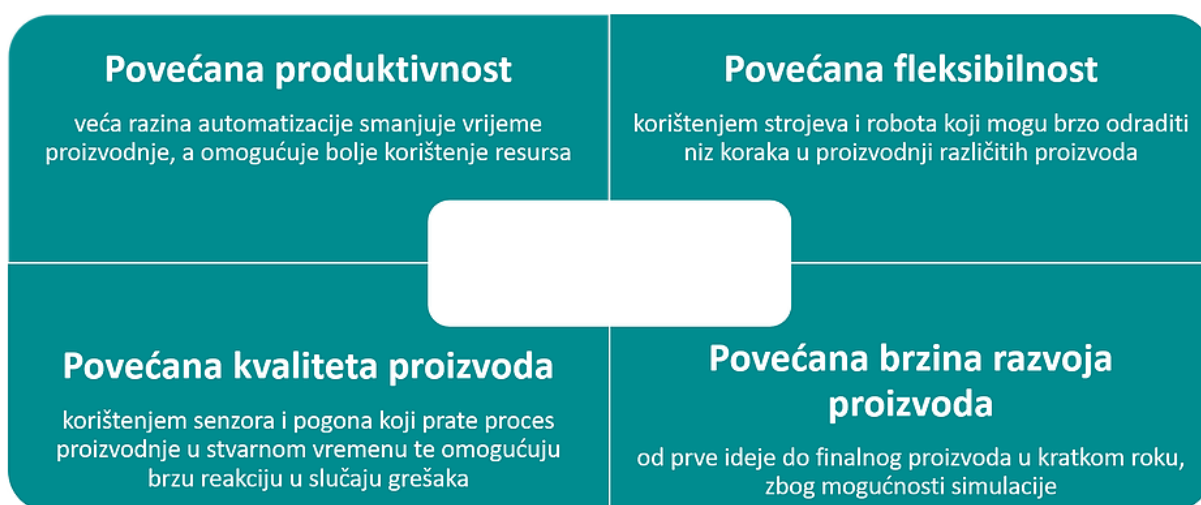 Povećana produktivnost
veća razina automatizacije smanjuje vrijeme
proizvodnje, a omogućuje bolje korištenje resursa
Povećana fleksibilnost
korištenjem strojeva i robota koji mogu brzo odraditi
niz koraka u proizvodnji različitih proizvoda
Povećana kvaliteta proizvoda
korištenjem senzora i pogona koji prate proces
proizvodnje u stvarnom vremenu te omogućuju
brzu reakciju u slučaju grešaka
Povećana brzina razvoja
proizvoda
od prve ideje do finalnog proizvoda u kratkom roku,
zbog mogućnosti simulacije